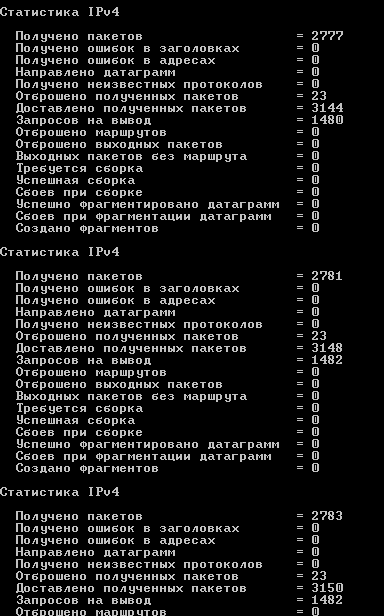 Статистика IPv4
Получено пакетов = 2777
Получено ошибок в заголовках = 0
Получено ошибок в адресах = 0
Направлено датаграмм = 0
Получено неизвестных протоколов = 0
Отброшено полученных пакетов = 23
Доставлено полученных пакетов = 3144
Запросов на вывод = 1480
Отброшено маршрутов = 0
Отброшено выходных пакетов = 0
Выходных пакетов без маршрута = 0
Требуется сборка = 0
Успешная сборка = 0
Сбоев при сборке = 0
Успешно фрагментировано датаграмм = 0
Сбоев при фрагментации датаграмм = 0
Создано фрагментов = 0
Статистика IPv4
Получено пакетов = 2781
Получено ошибок в заголовках = 0
Получено ошибок в адресах = 0
Направлено датаграмм = 0
Получено неизвестных протоколов = 0
Отброшено полученных пакетов = 23
Доставлено полученных пакетов = 3148
Запросов на вывод = 1482
Отброшено маршрутов = 0
Отброшено выходных пакетов = 0
Выходных пакетов без маршрута = 0
Требуется сборка = 0
Успешная сборка = 0
Сбоев при сборке = 0
Успешно фрагментировано датаграмм = 0
Сбоев при фрагментации датаграмм = 0
Создано фрагментов = 0
Статистика IPv4
Получено пакетов = 2783
Получено ошибок в заголовках = 0
Получено ошибок в адресах = 0
Направлено датаграмм = 0
Получено неизвестных протоколов = 0
Отброшено полученных пакетов = 23
Доставлено полученных пакетов = 3150
Запросов на вывод = 1482
Отброшено маршрутов = 0